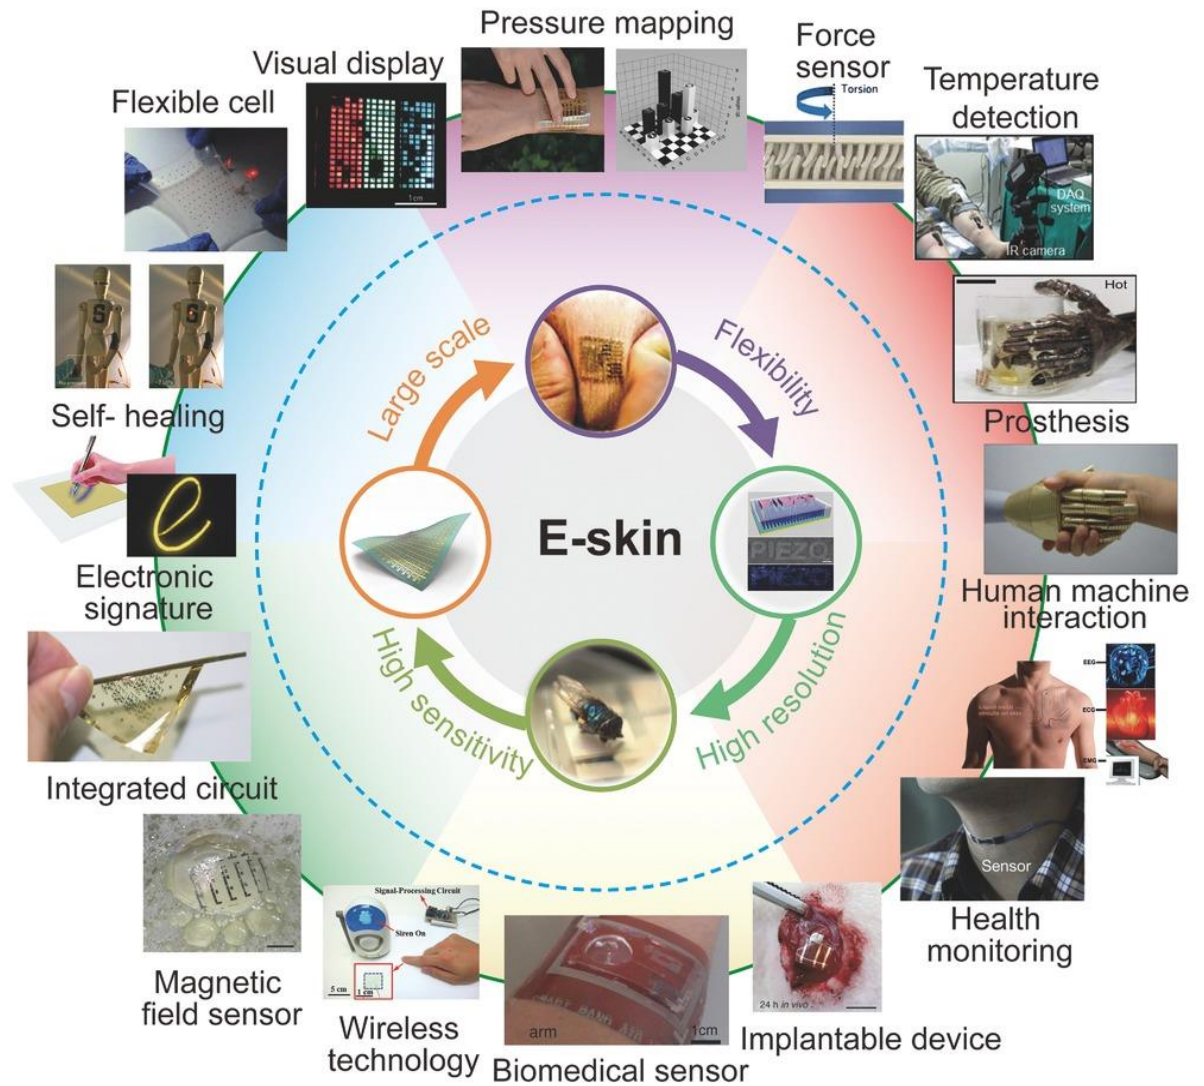 Pressure mapping
Force
sensor
Torsion
Visual display
Temperature
detection
Flexible cell
1cm
DAQ
system
IR camera
Hot
Prosthesis
Large scale
Flexibility
S
Self- healing
e
E-skin
PIEZO
Electronic
signature
Human machine
interaction
High sensitivity
High resolution
EEG
ECG
EMG
Integrated circuit
Sensor
Health
monitoring
Signal-Processing Circuit
Siren On
5 cm
1 cm
Magnetic
field sensor
Wireless
technology
arm
1cm
Biomedical sensor
24 h in vivo
Implantable device